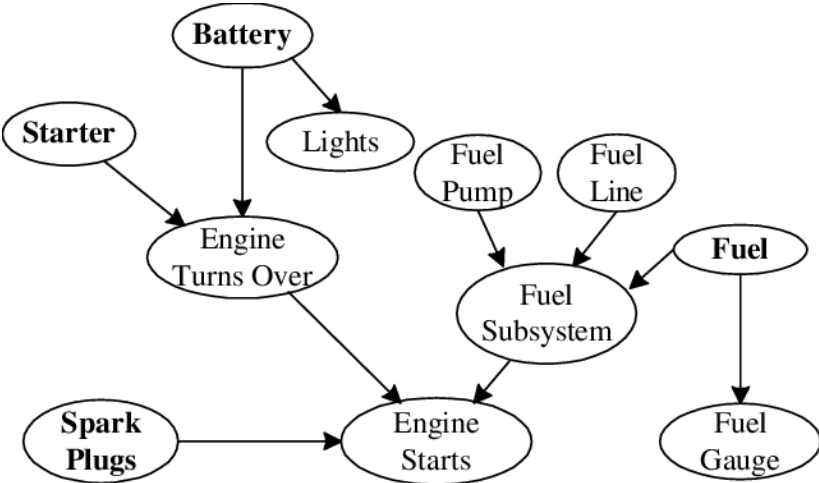 Battery
Starter
Lights
Fuel
Pump
Fuel
Line
Engine
Turns Over
Fuel
Fuel
Subsystem
Spark
Plugs
Engine
Starts
Fuel
Gauge